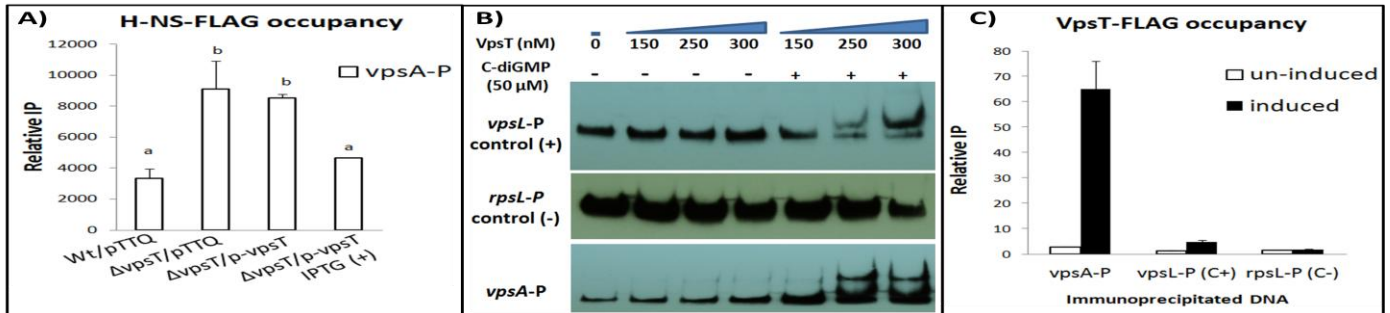 A)
H-NS-FLAG occupancy
12000
10000
8000
6000
4000
2000
0
Relative IP
vpsA-P
a
b
b
a
Wt/pTTQ
ΔvpsT/pTTQ
ΔvpsT/p-vpsT
ΔvpsT/p-vpsT
IPTG (+)
B)
VpsT (nM) 0 150 250 300 150 250 300
C-diGMP - - - - + + +
(50 µM)
vpsL-P
control (+)
rpsL-P
control (-)
vpsA-P
C)
VpsT-FLAG occupancy
80
70
60
50
40
30
20
10
0
Relative IP
un-induced
induced
vpsA-P vpsL-P (C+) rpsL-P (C-)
Immunoprecipitated DNA